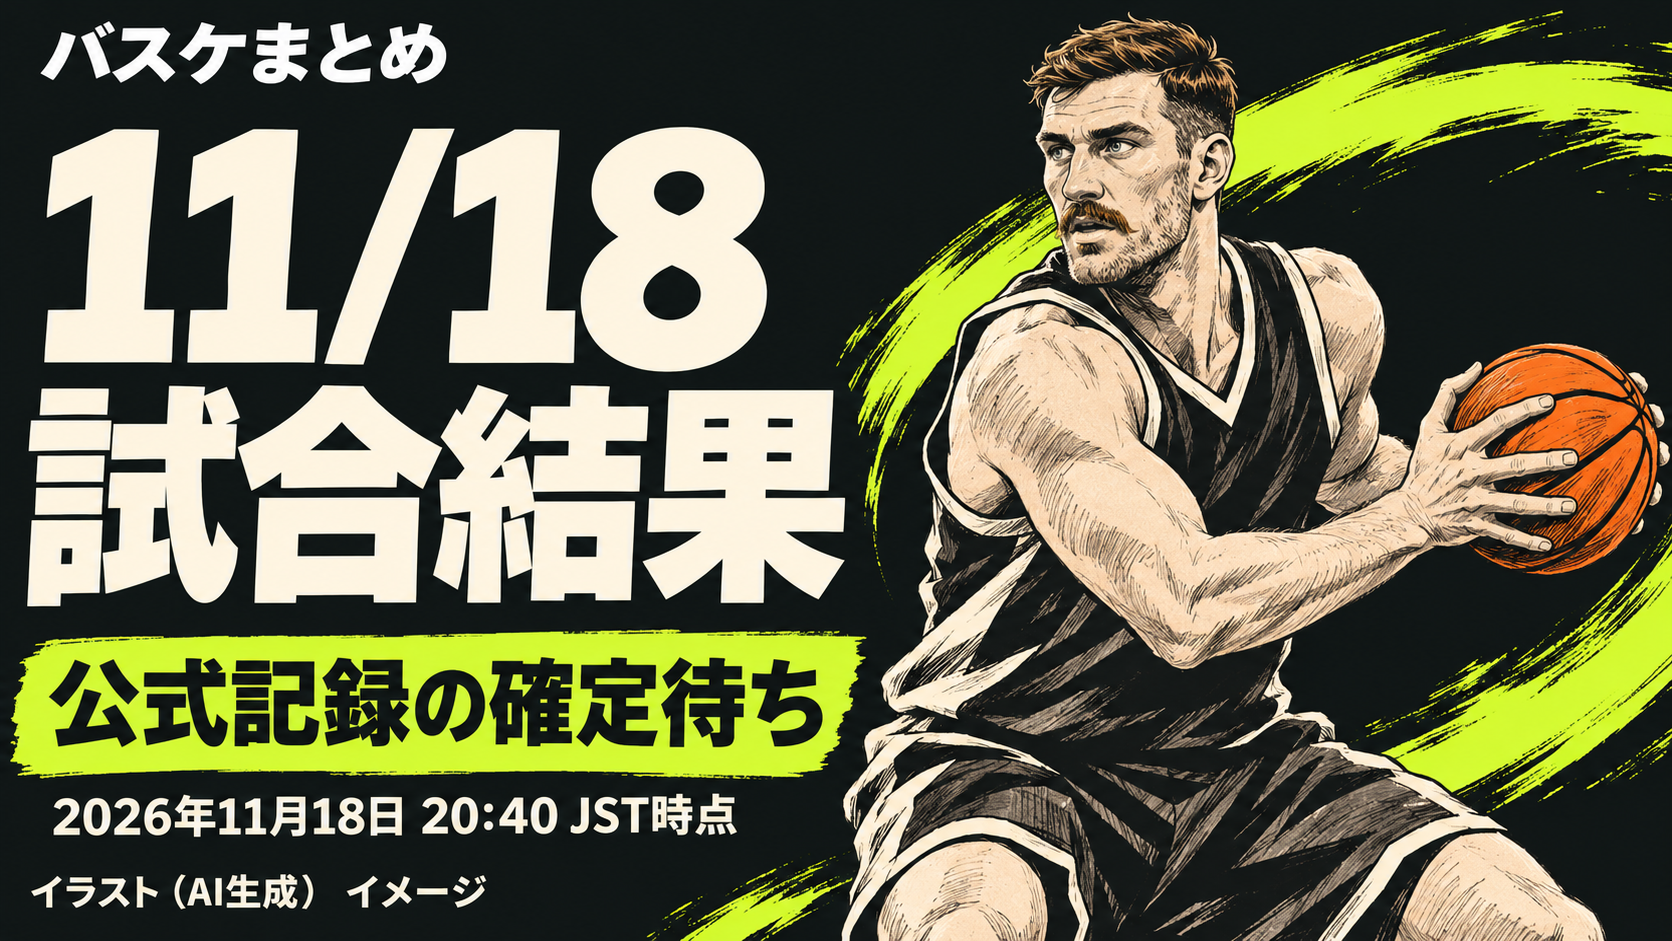 バスケまとめ
11/18
試合結果
公式記録の確定待ち
2026年11月18日 20:40 JST時点
イラスト（AI生成） イメージ